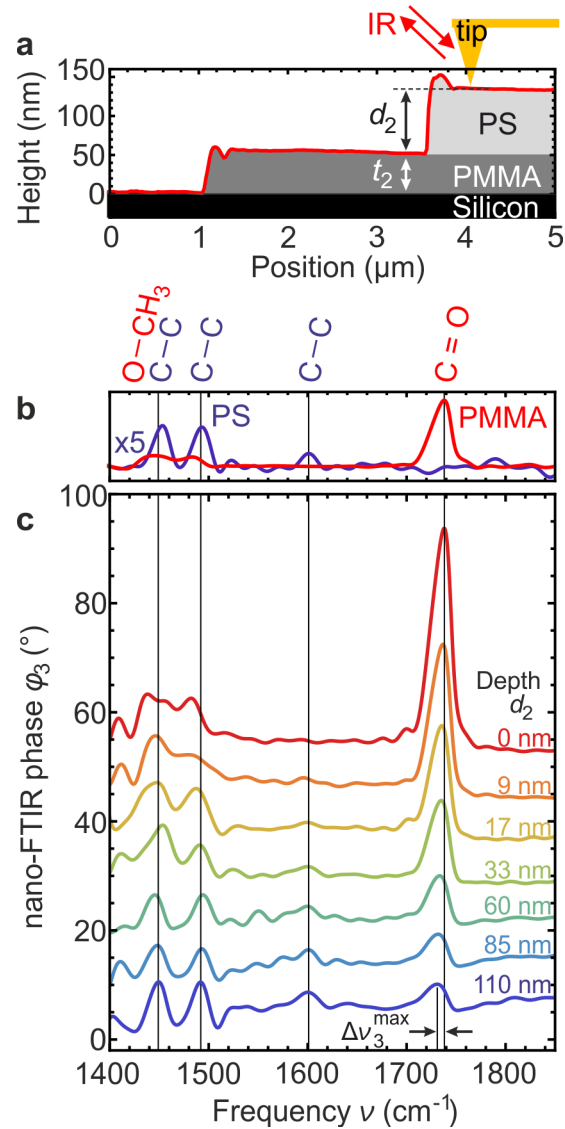 a
IR
tip
150
100
50
0
Height (nm)
d2
t2
PS
PMMA
Silicon
0 1 2 3 4 5
Position (µm)
O–CH3
C–C
C–C
C–C
C=O
b
x5
PS
PMMA
c
100
80
60
40
20
0
nano-FTIR phase φ3 (°)
Depth
d2
0 nm
9 nm
17 nm
33 nm
60 nm
85 nm
110 nm
Δν3max
1400 1500 1600 1700 1800
Frequency ν (cm-1)